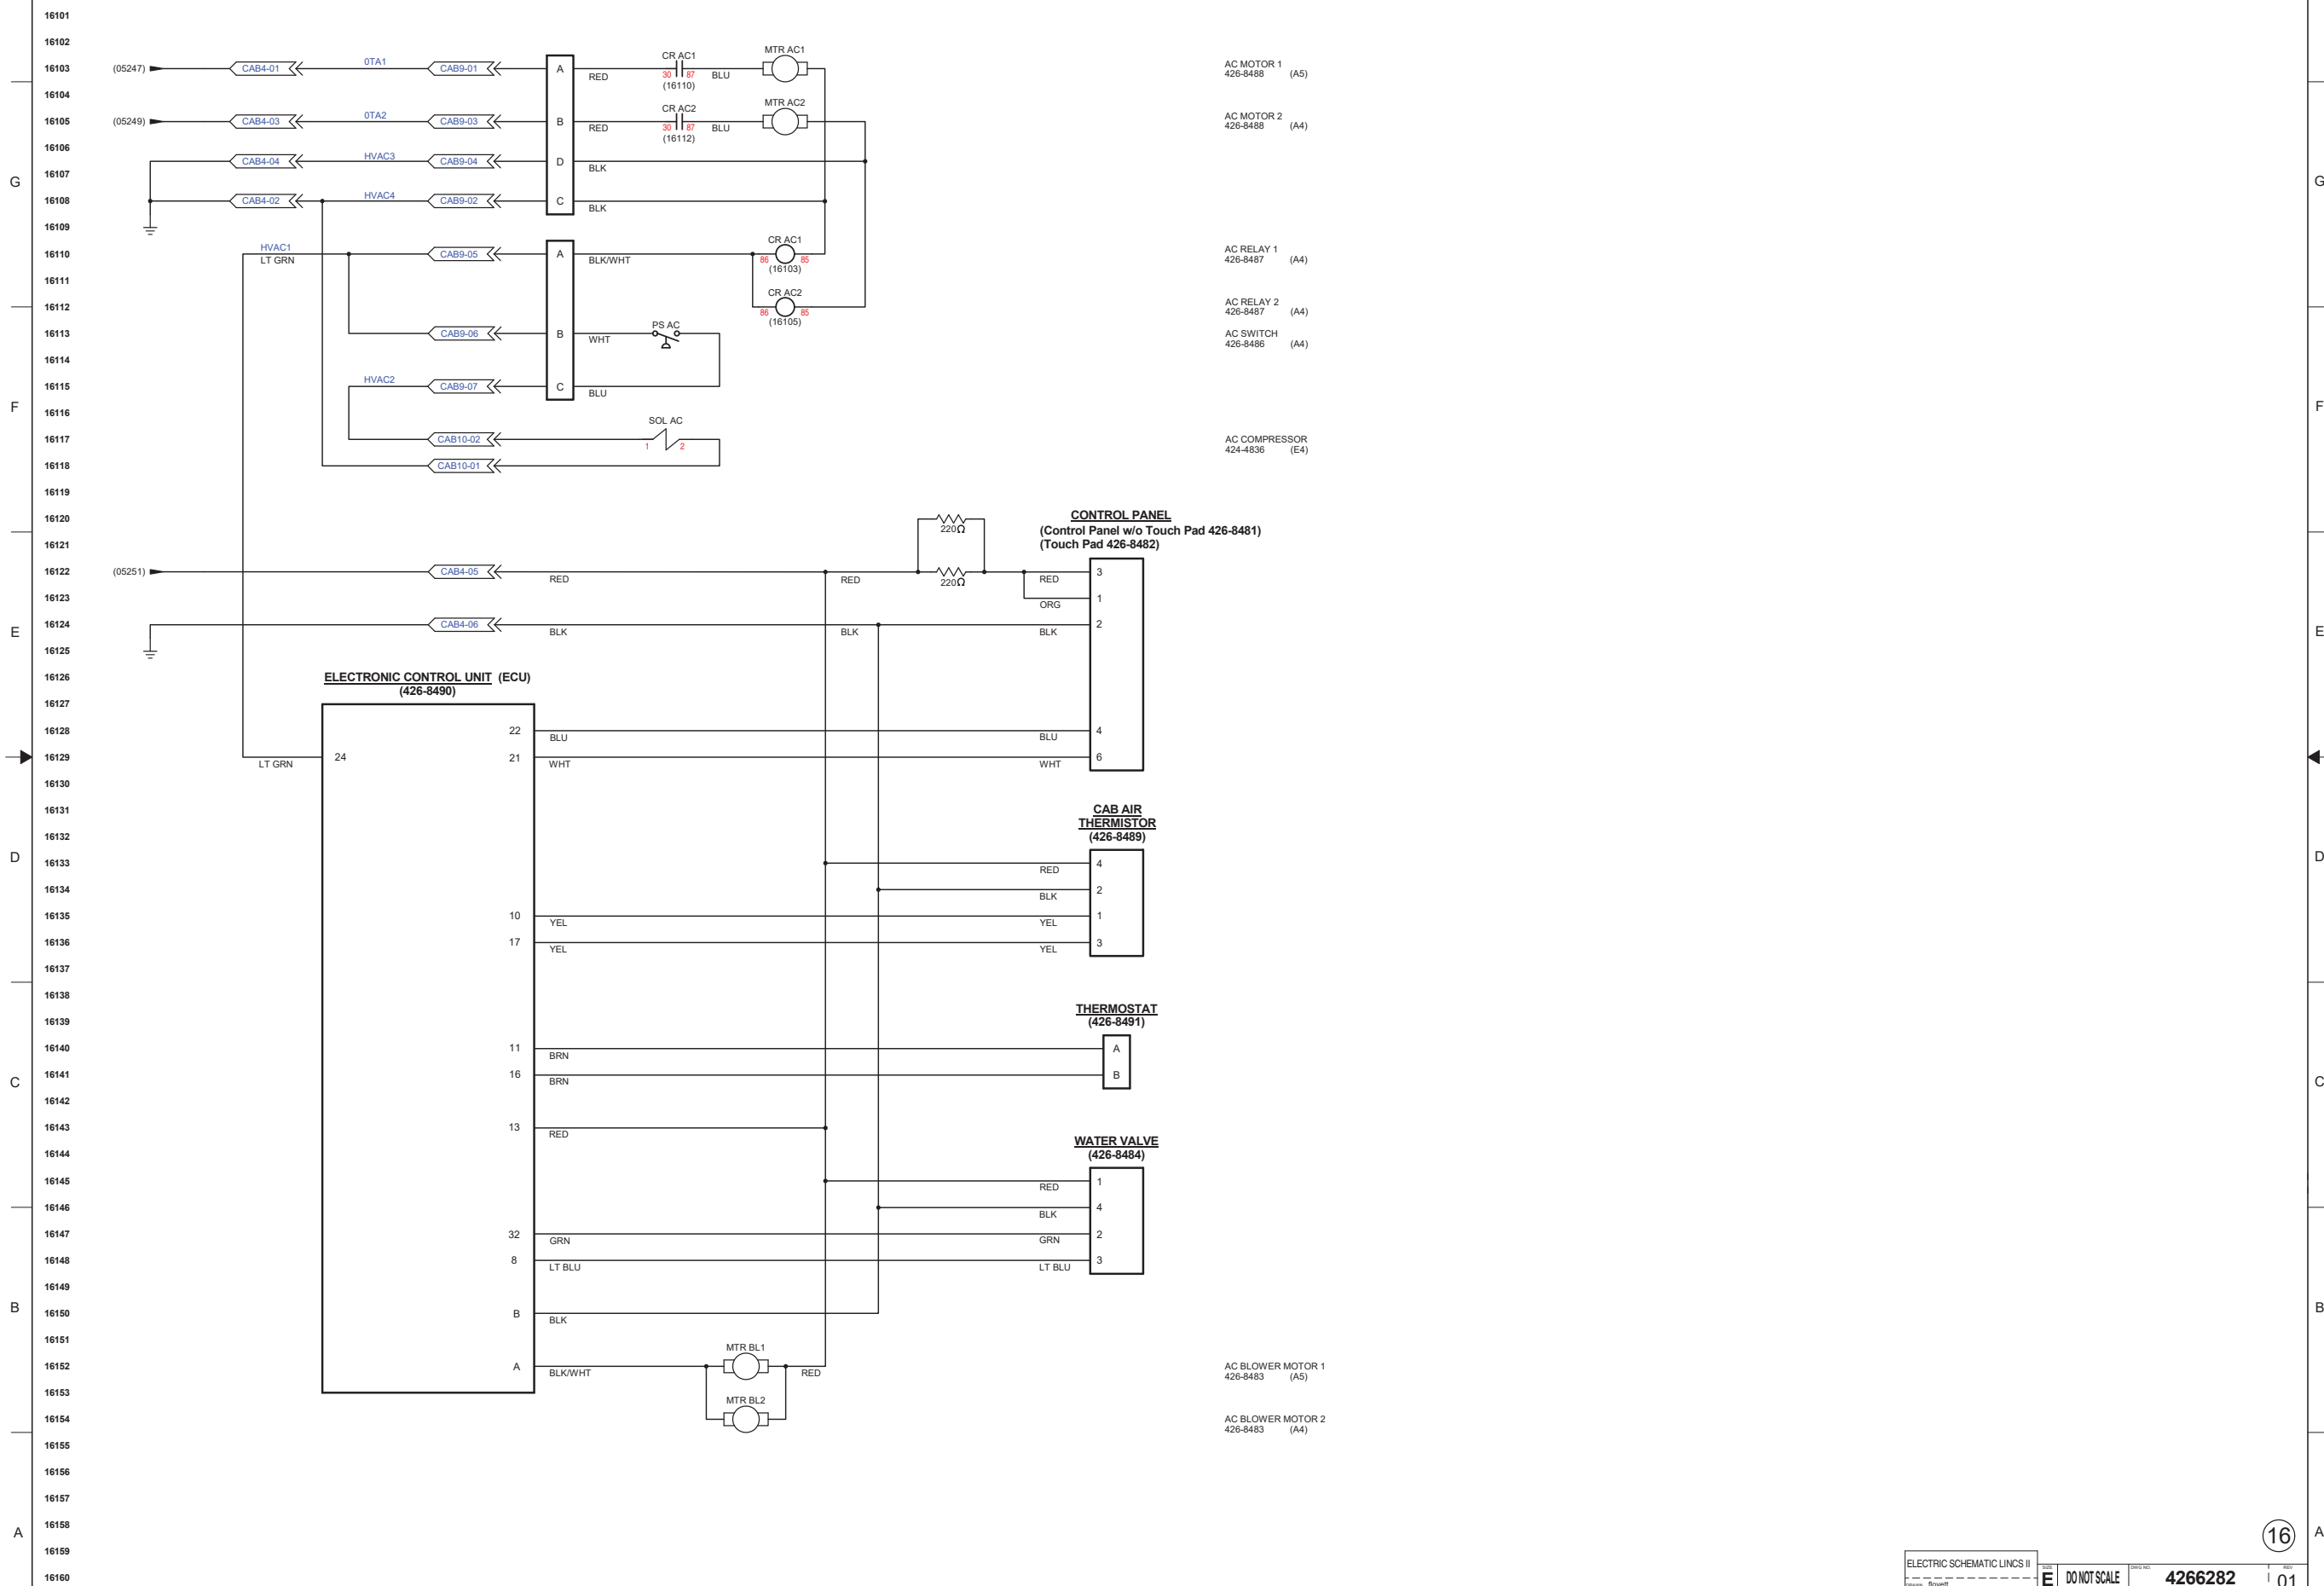 16101
16102
CR AC1 MTR AC1
16103 (05247) CAB4-01 0TA1 CAB9-01 A RED 30 87 BLU AC MOTOR 1
(16110) 426-8488 (A5)
16104
CR AC2 MTR AC2
16105 (05249) CAB4-03 0TA2 CAB9-03 B RED 30 87 BLU AC MOTOR 2
(16112) 426-8488 (A4)
16106
CAB4-04 HVAC3 CAB9-04 D BLK
G 16107 G
16108 CAB4-02 HVAC4 CAB9-02 C BLK
16109
CR AC1
16110 HVAC1 LT GRN CAB9-05 A BLK/WHT 86 85 AC RELAY 1
(16103) 426-8487 (A4)
16111
CR AC2
16112 86 85 AC RELAY 2
(16105) 426-8487 (A4)
16113 CAB9-06 B WHT PS AC AC SWITCH
426-8486 (A4)
16114
16115 HVAC2 CAB9-07 C BLU
F 16116 F
SOL AC
16117 CAB10-02 1 2 AC COMPRESSOR
424-4836 (E4)
16118 CAB10-01
16119
16120 220Ω CONTROL PANEL
(Control Panel w/o Touch Pad 426-8481)
16121 (Touch Pad 426-8482)
16122 (05251) CAB4-05 RED RED 220Ω RED 3
16123 ORG 1
E 16124 CAB4-06 BLK BLK BLK 2 E
16125
16126 ELECTRONIC CONTROL UNIT (ECU)
(426-8490)
16127
16128 22 BLU BLU 4
16129 LT GRN 24 21 WHT WHT 6
16130
16131 CAB AIR
16132 THERMISTOR
(426-8489)
D 16133 RED 4 D
16134 BLK 2
16135 10 YEL YEL 1
16136 17 YEL YEL 3
16137
16138
16139 THERMOSTAT
(426-8491)
16140 11 BRN A
C 16141 16 BRN B C
16142
16143 13 RED
16144 WATER VALVE
(426-8484)
16145 RED 1
16146 BLK 4
16147 32 GRN GRN 2
16148 8 LT BLU LT BLU 3
16149
B 16150 B BLK B
16151
MTR BL1
16152 A BLK/WHT RED AC BLOWER MOTOR 1
426-8483 (A5)
16153
MTR BL2
16154 AC BLOWER MOTOR 2
426-8483 (A4)
16155
16156
16157
A 16158 16 A
16159
ELECTRIC SCHEMATIC LINCS II
16160 SIZE E DO NOT SCALE DWG NO. 4266282 REV 01